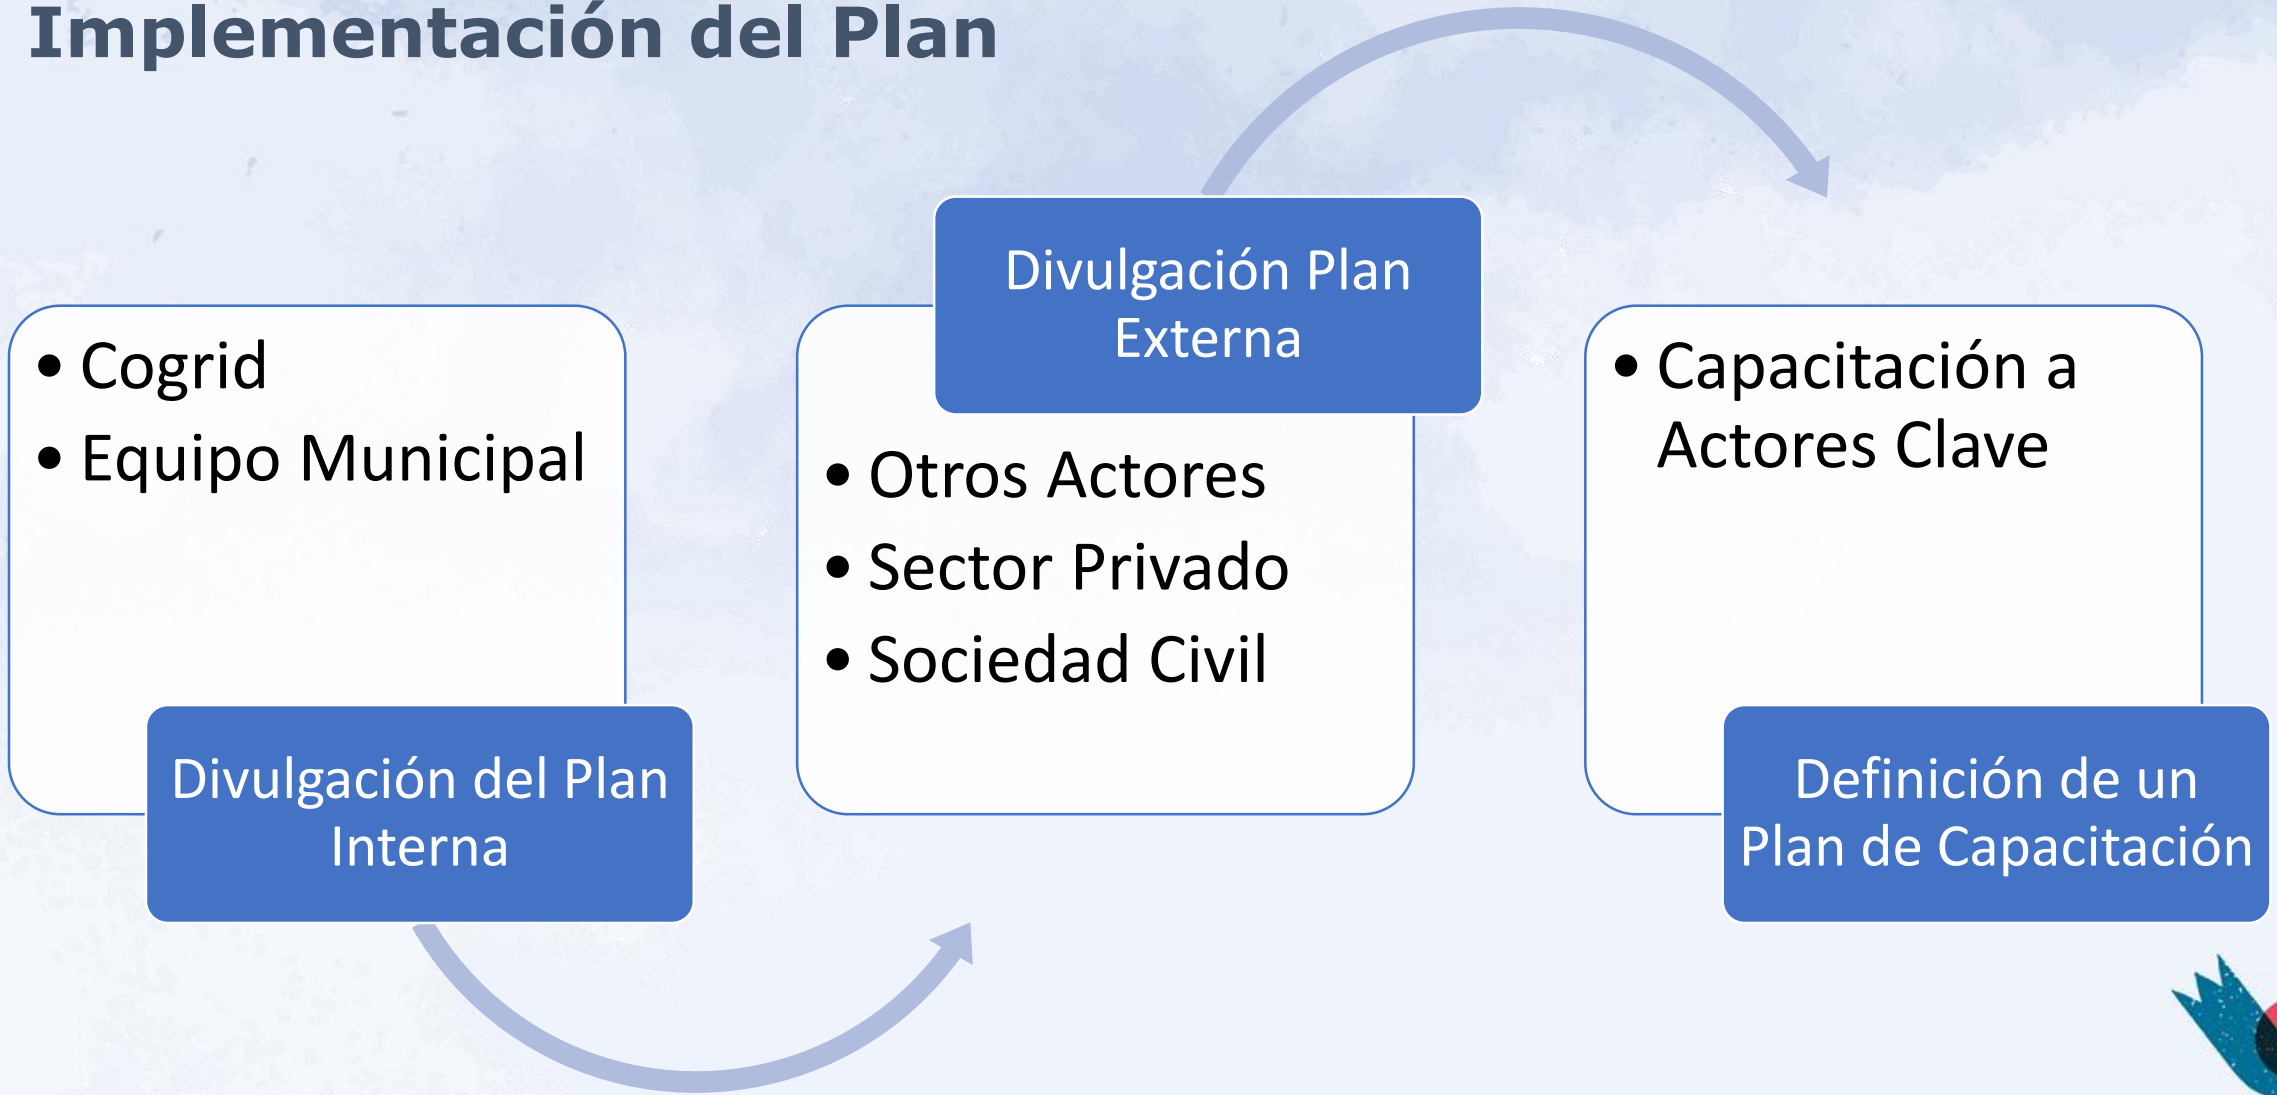 Implementación del Plan
• Cogrid
• Equipo Municipal
Divulgación del Plan
Interna
Divulgación Plan
Externa
• Otros Actores
• Sector Privado
• Sociedad Civil
• Capacitación a
Actores Clave
Definición de un
Plan de Capacitación